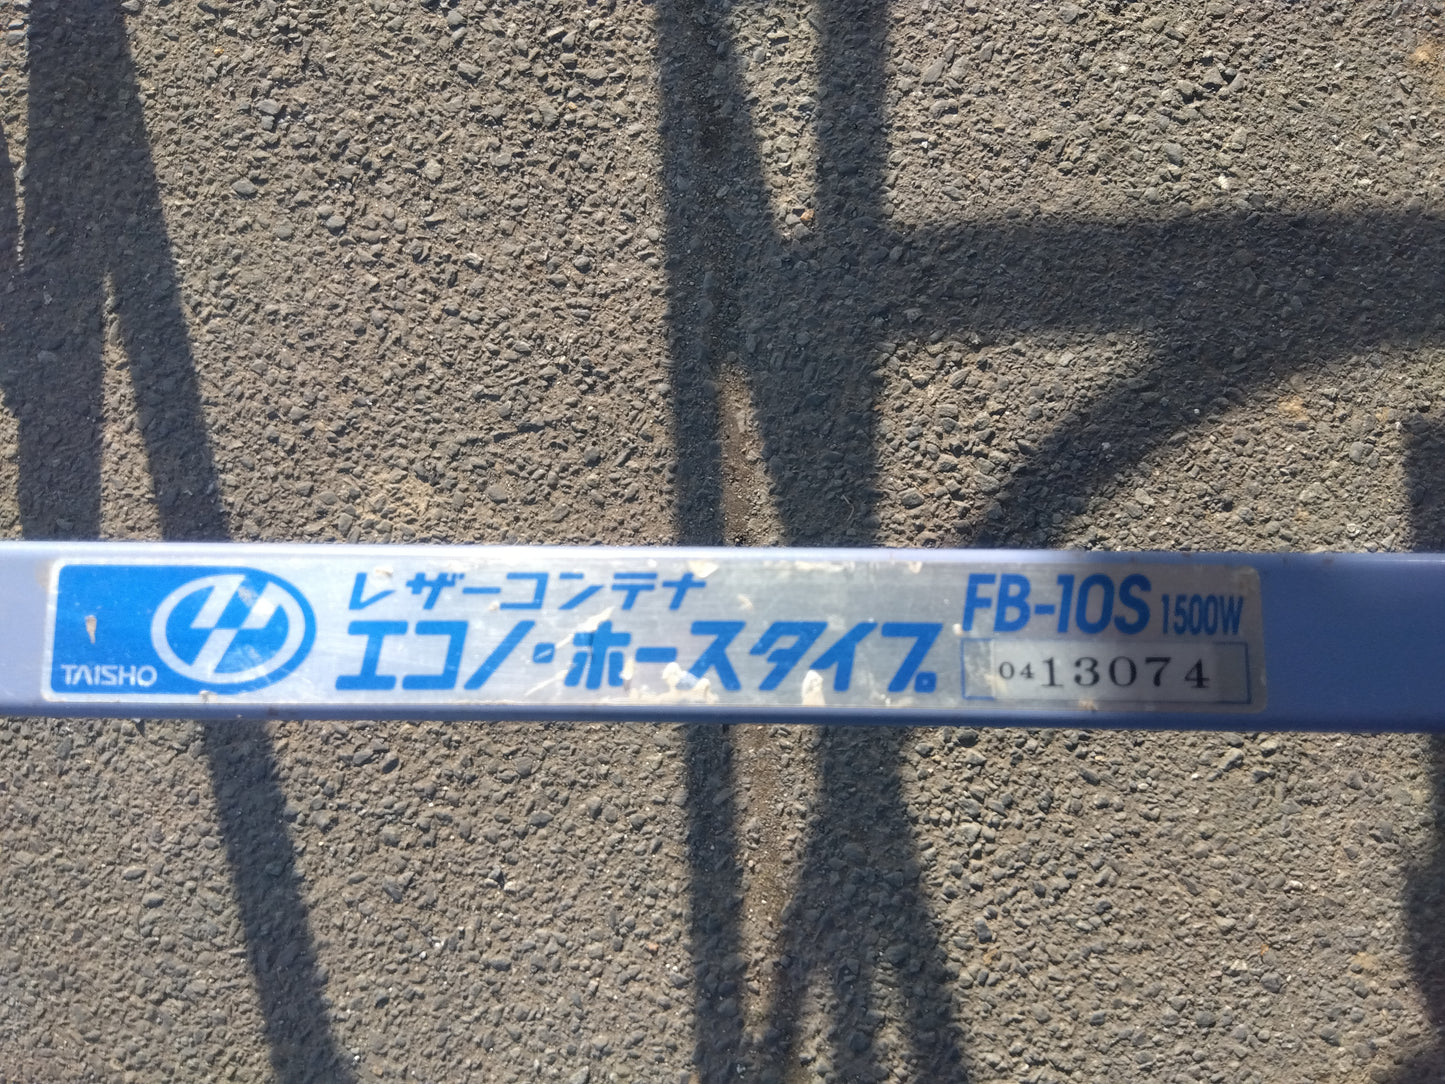 TAISHO
レザーコンテナ
エコノ・ホースタイプ
FB-10S 1500W
0413074